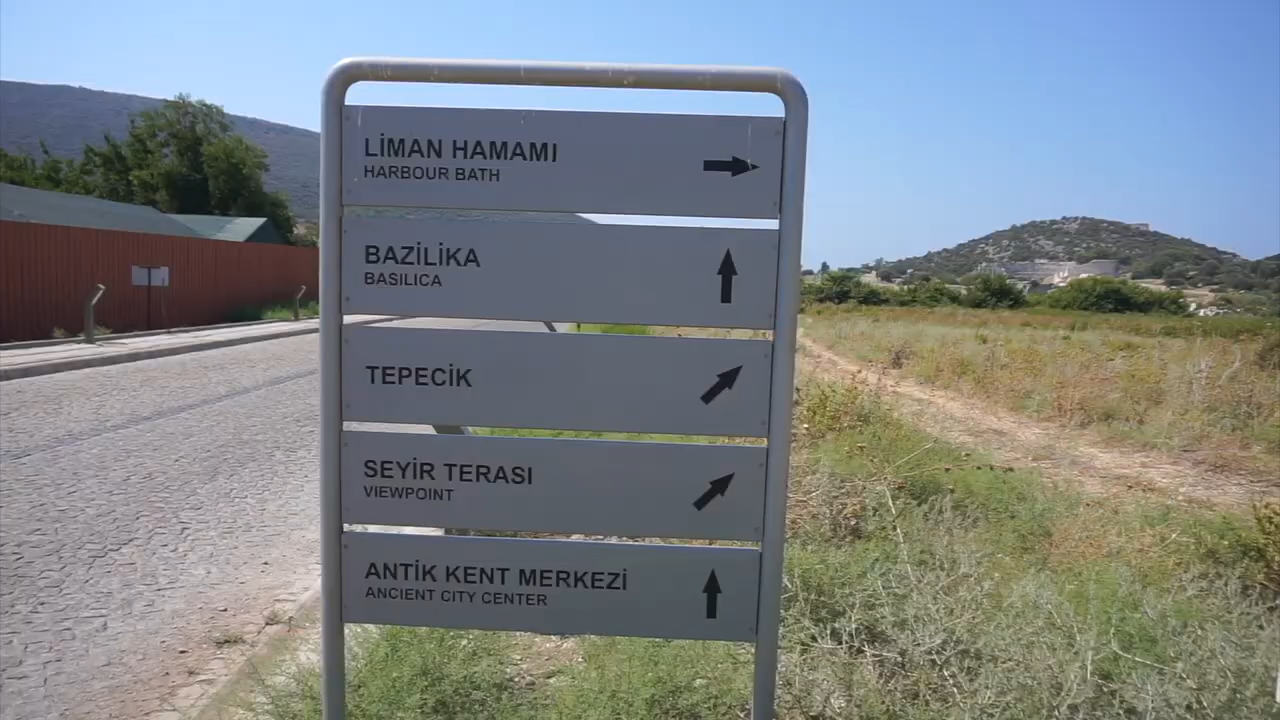 LİMAN HAMAMI
HARBOUR BATH
BAZİLİKA
BASILICA
TEPECİK
SEYİR TERASI
VIEWPOINT
ANTİK KENT MERKEZİ
ANCIENT CITY CENTER